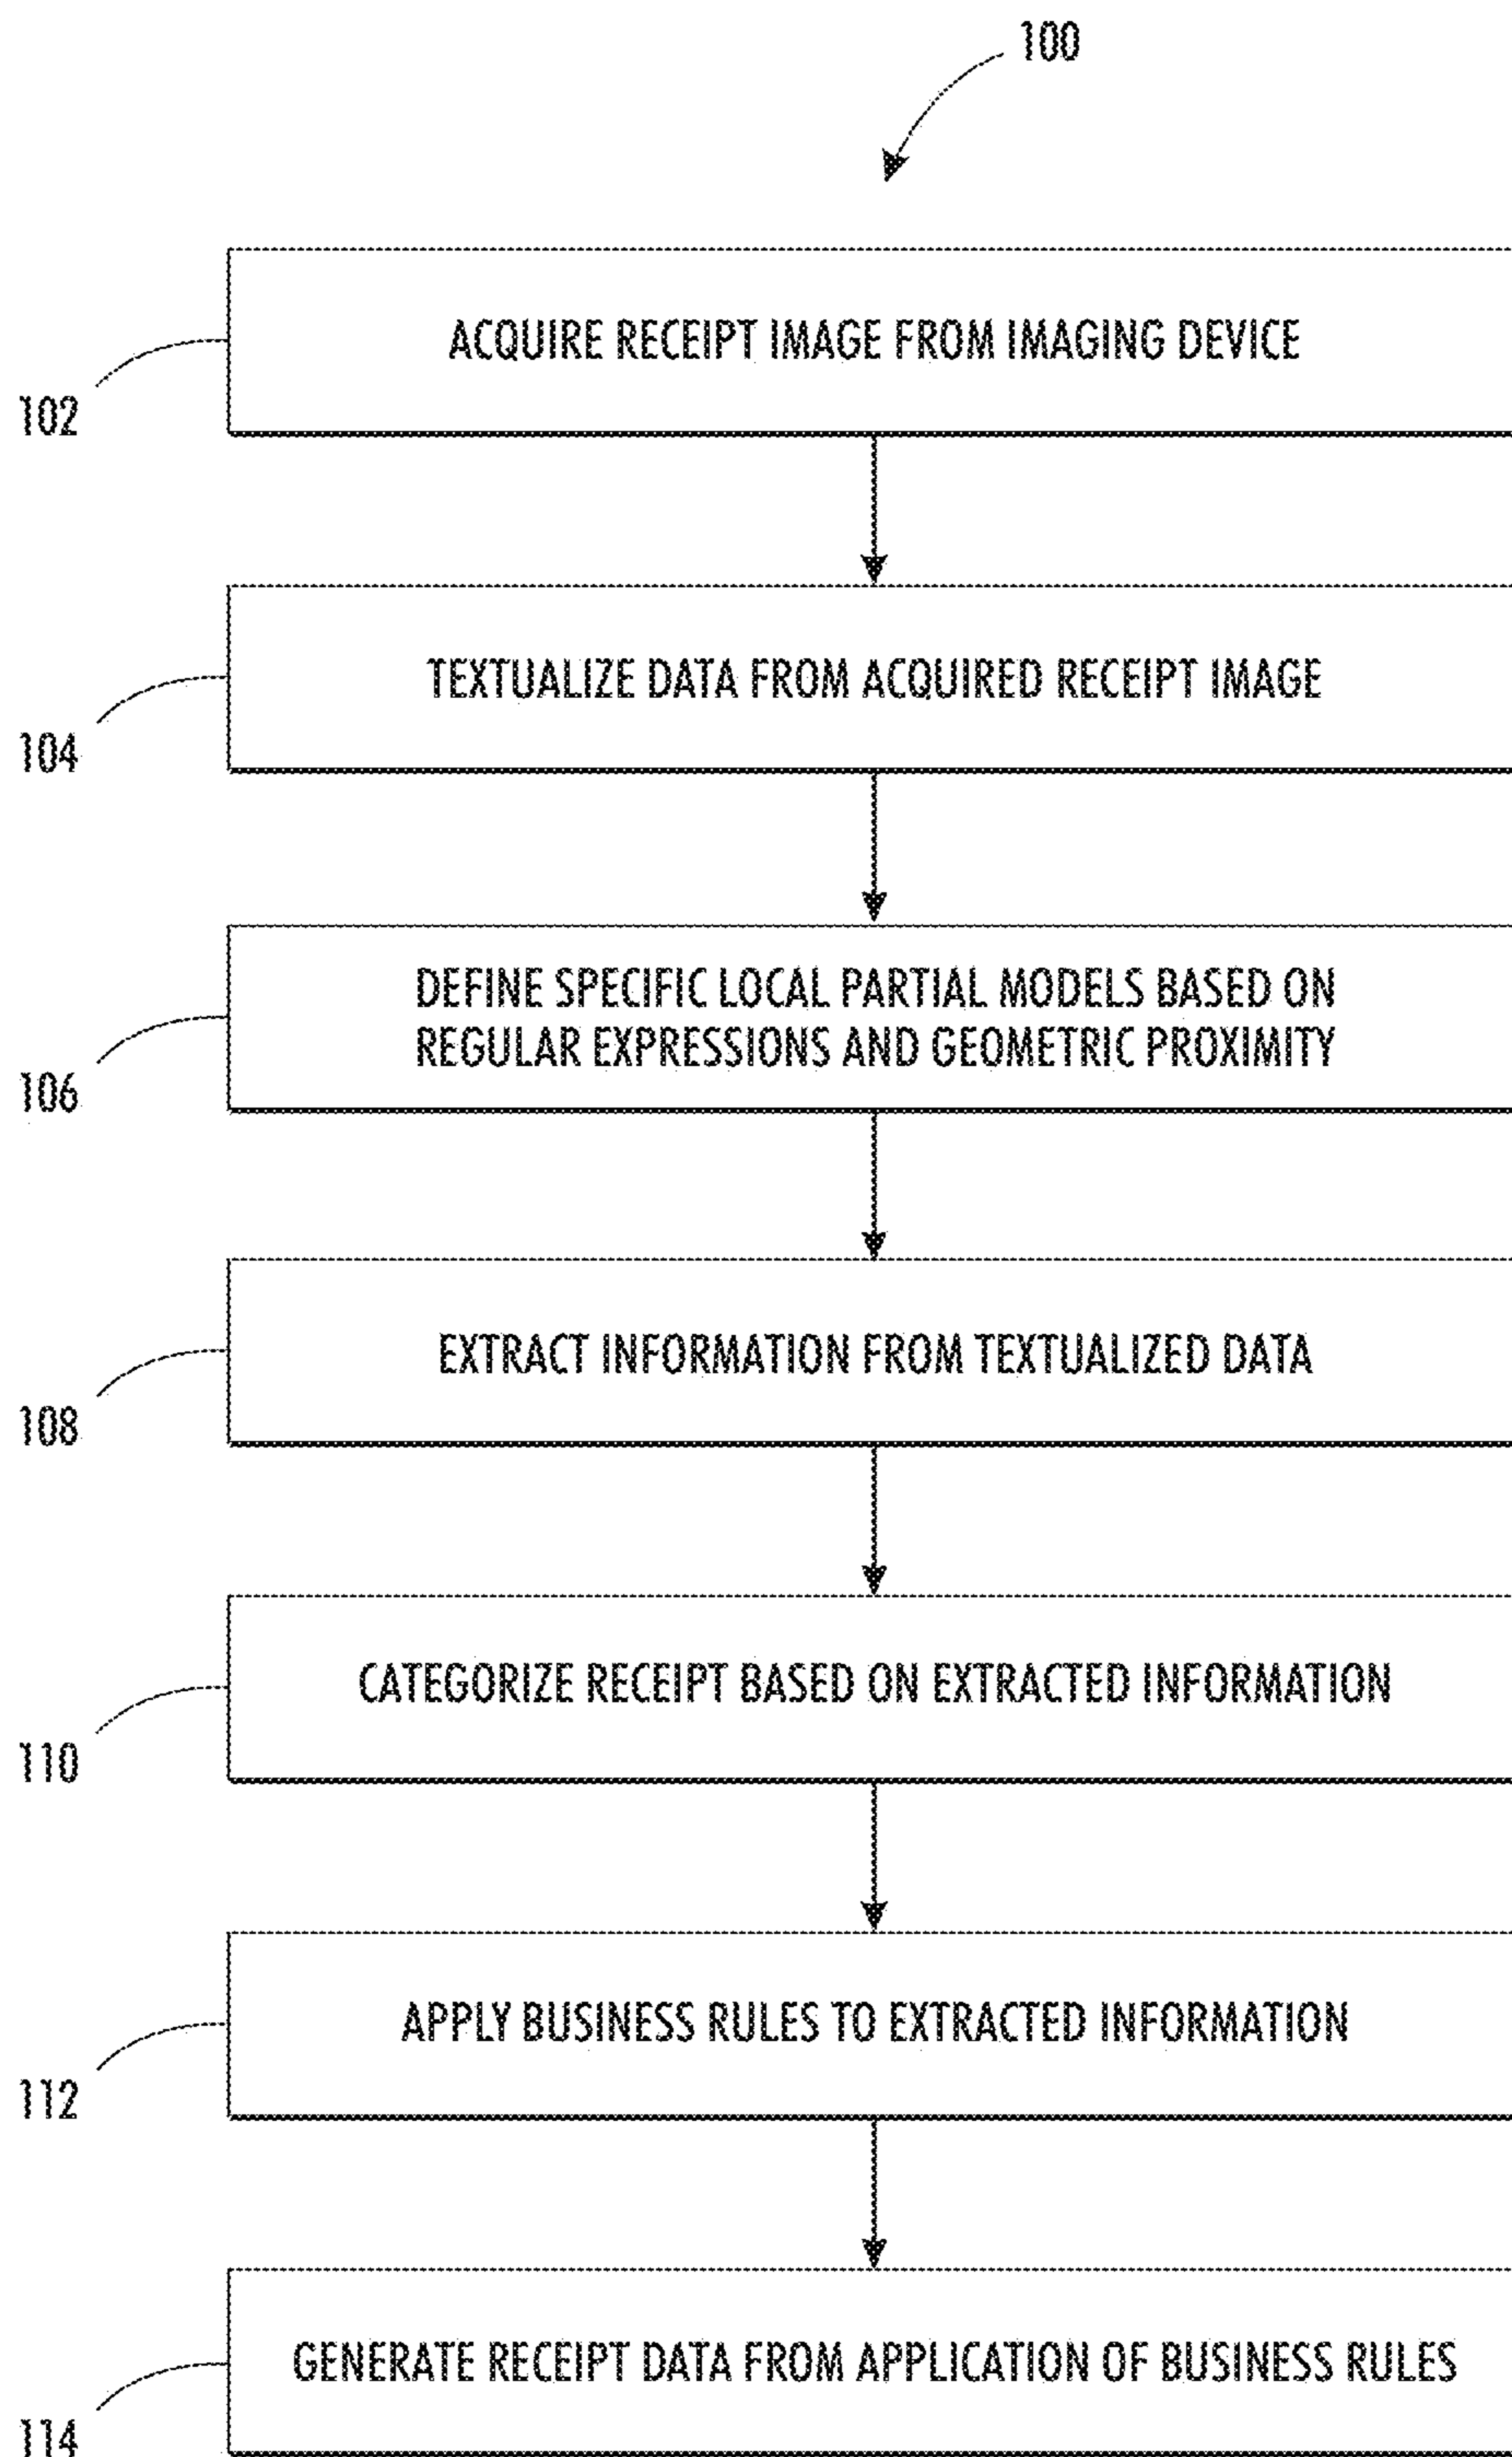 100
ACQUIRE RECEIPT IMAGE FROM IMAGING DEVICE
102
TEXTUALIZE DATA FROM ACQUIRED RECEIPT IMAGE
104
DEFINE SPECIFIC LOCAL PARTIAL MODELS BASED ON
REGULAR EXPRESSIONS AND GEOMETRIC PROXIMITY
106
EXTRACT INFORMATION FROM TEXTUALIZED DATA
108
CATEGORIZE RECEIPT BASED ON EXTRACTED INFORMATION
110
APPLY BUSINESS RULES TO EXTRACTED INFORMATION
112
GENERATE RECEIPT DATA FROM APPLICATION OF BUSINESS RULES
114